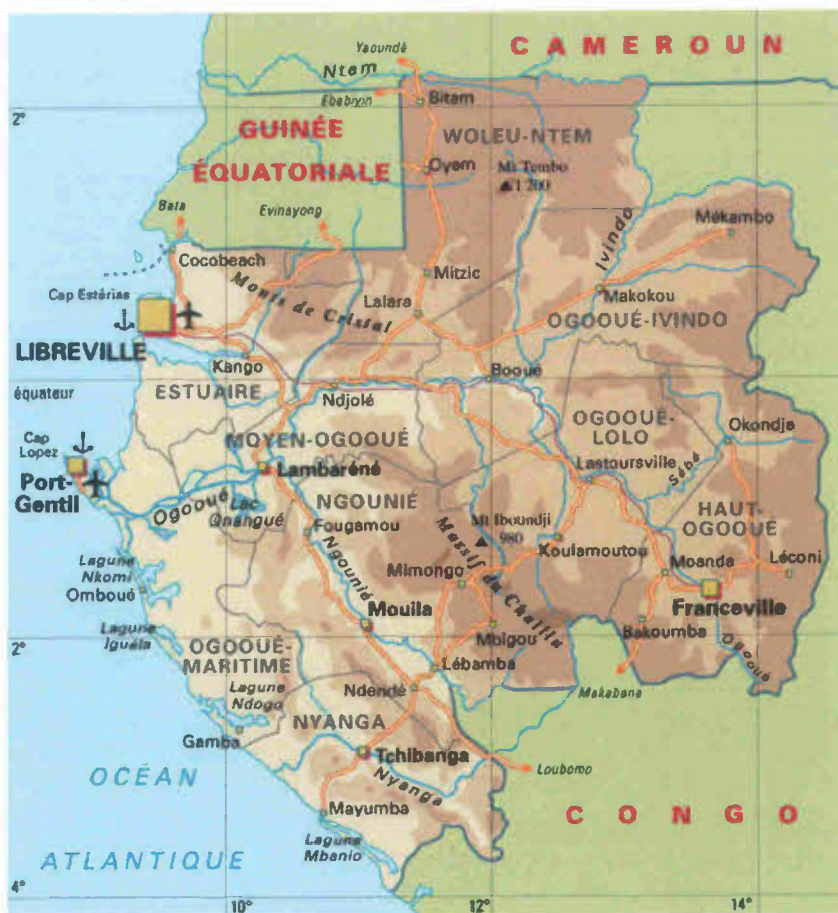 CAMEROUN
Yaoundé
Ntem
Ebebiyin
Bitam
2°
GUINÉE
ÉQUATORIALE
WOLEU-NTEM
Oyem
Mt Tembo
1 200
Bata
Evinayong
Mékambo
Ivindo
Cocobeach
Mitzic
Monts de Cristal
Makokou
Cap Estérias
Lalara
OGOOUÉ-IVINDO
LIBREVILLE
Kango
Booué
équateur
ESTUAIRE
Ndjolé
OGOOUÉ-
LOLO
Okondja
Cap
Lopez
MOYEN-OGOOUÉ
Lastoursville
Sébé
Port-
Gentil
Lambaréné
Ogooué
Lac
Onangué
NGOUNIÉ
HAUT-
OGOOUÉ
Fougamou
Mt Iboundji
980
Massif du Chaillu
Koulamoutou
Moanda
Léconi
Lagune
Nkomi
Omboué
Ngounié
Mimongo
Franceville
Mouila
Mbigou
Bakoumba
2°
Lagune
Iguéla
OGOOUÉ-
MARITIME
Lébamba
Ogooué
Lagune
Ndogo
Ndendé
Makabana
NYANGA
Gamba
Tchibanga
Loubomo
OCÉAN
Nyanga
Mayumba
CONGO
Lagune
Mbanio
ATLANTIQUE
4°
10°
12°
14°